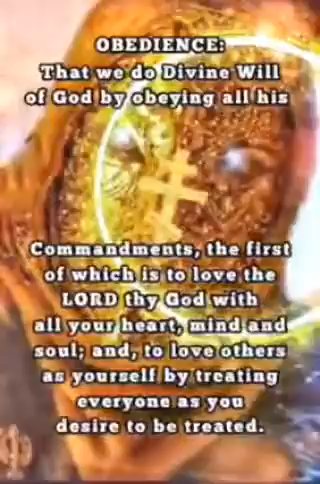 OBEDIENCE:
That we do Divine Will
of God by obeying all his
Commandments, the first
of which is to love the
LORD thy God with
all your heart, mind and
soul; and, to love others
as yourself by treating
everyone as you
desire to be treated.